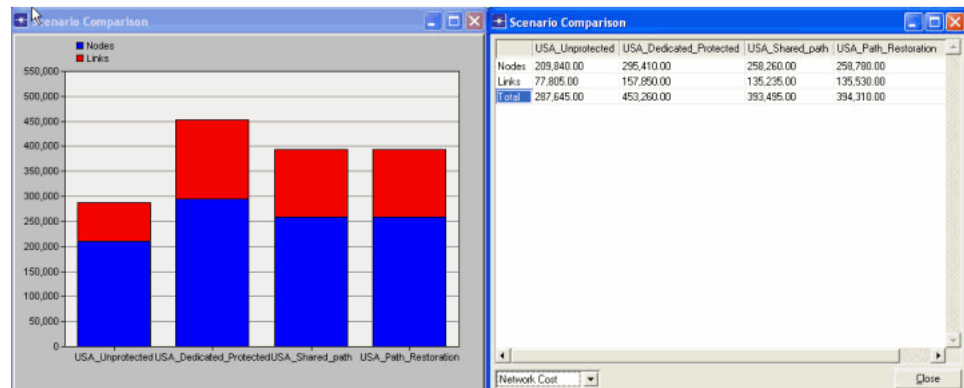 Scenario Comparison
Nodes
Links
550,000
500,000
450,000
400,000
350,000
300,000
250,000
200,000
150,000
100,000
50,000
0
USA_Unprotected USA_Dedicated_Protected USA_Shared_path USA_Path_Restoration
Scenario Comparison
USA_Unprotected USA_Dedicated_Protected USA_Shared_path USA_Path_Restoration
Nodes 209,840.00 295,410.00 258,260.00 258,780.00
Links 77,805.00 157,850.00 135,235.00 135,530.00
Total 287,645.00 453,260.00 393,495.00 394,310.00
Network Cost
Close